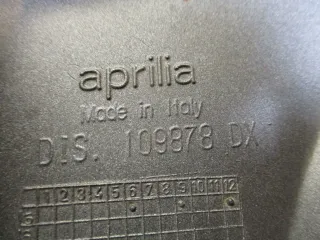 aprilia
Made in Italy
DIS. 109878 DX
1 2 3 4 5 6 7 8 9 10 11 12